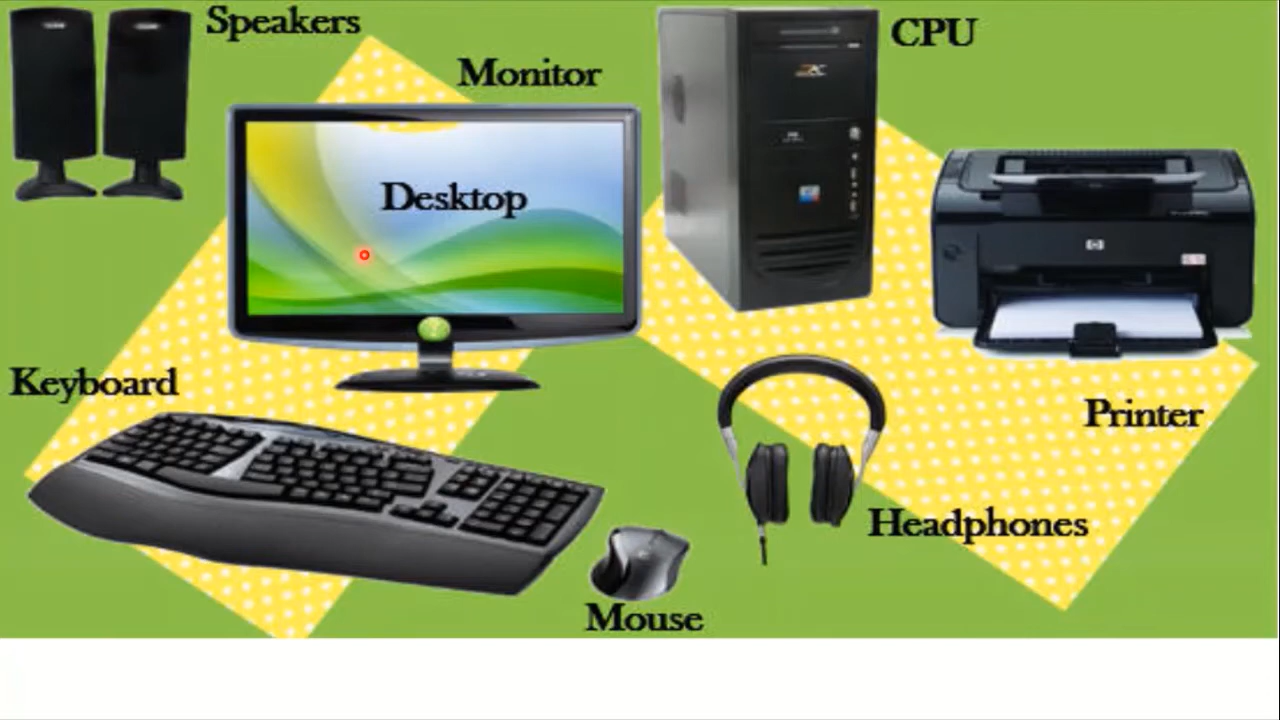 Speakers
CPU
Monitor
Desktop
Keyboard
Printer
Headphones
Mouse